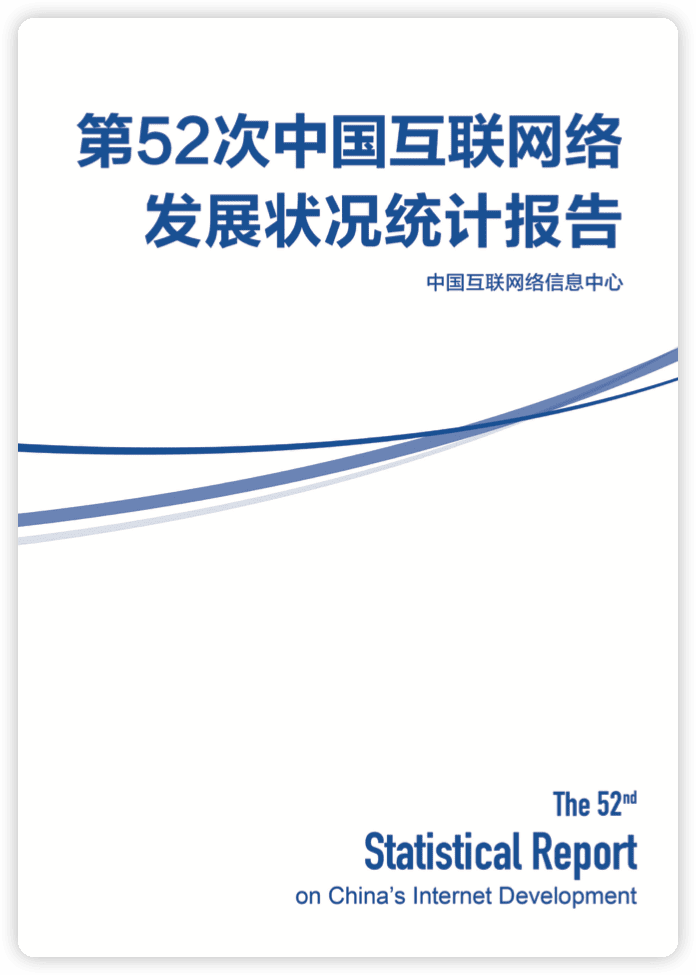 第52次中国互联网络
发展状况统计报告
中国互联网络信息中心
The 52nd
Statistical Report
on China's Internet Development